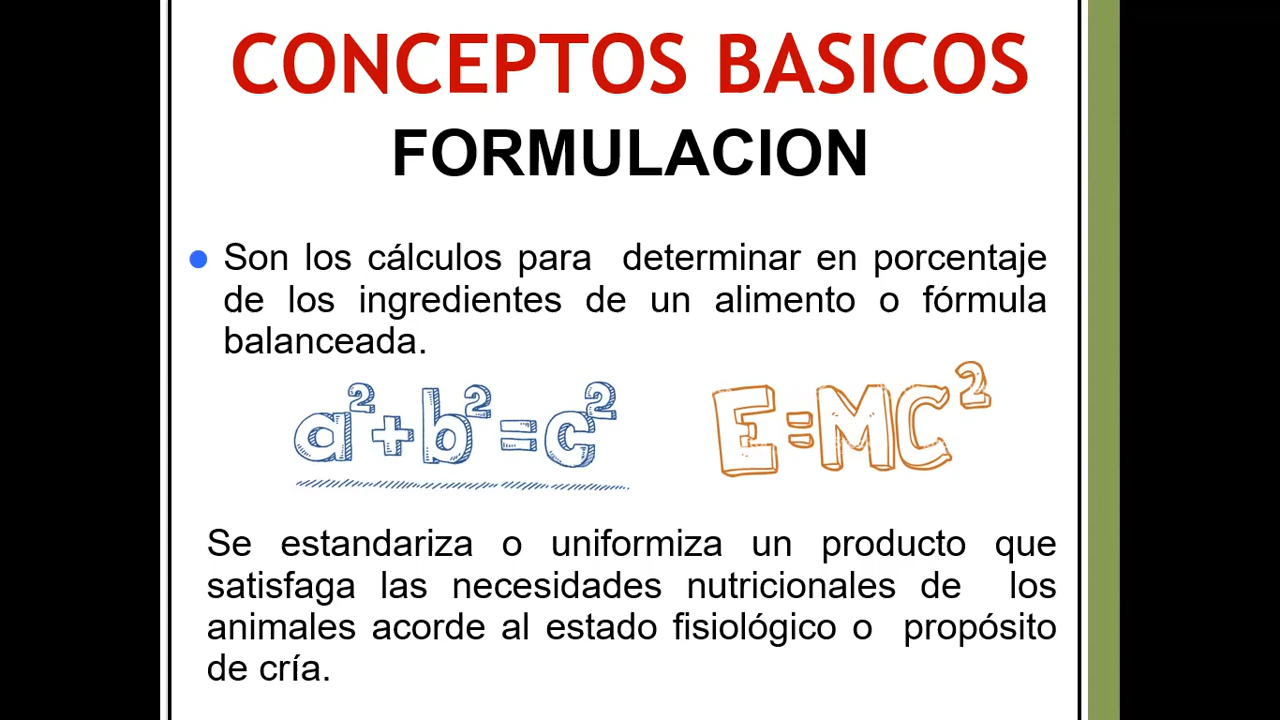 CONCEPTOS BASICOS
FORMULACION
Son los cálculos para determinar en porcentaje
de los ingredientes de un alimento o fórmula
balanceada.
a²+b²=c² E=MC²
Se estandariza o uniformiza un producto que
satisfaga las necesidades nutricionales de los
animales acorde al estado fisiológico o propósito
de cría.